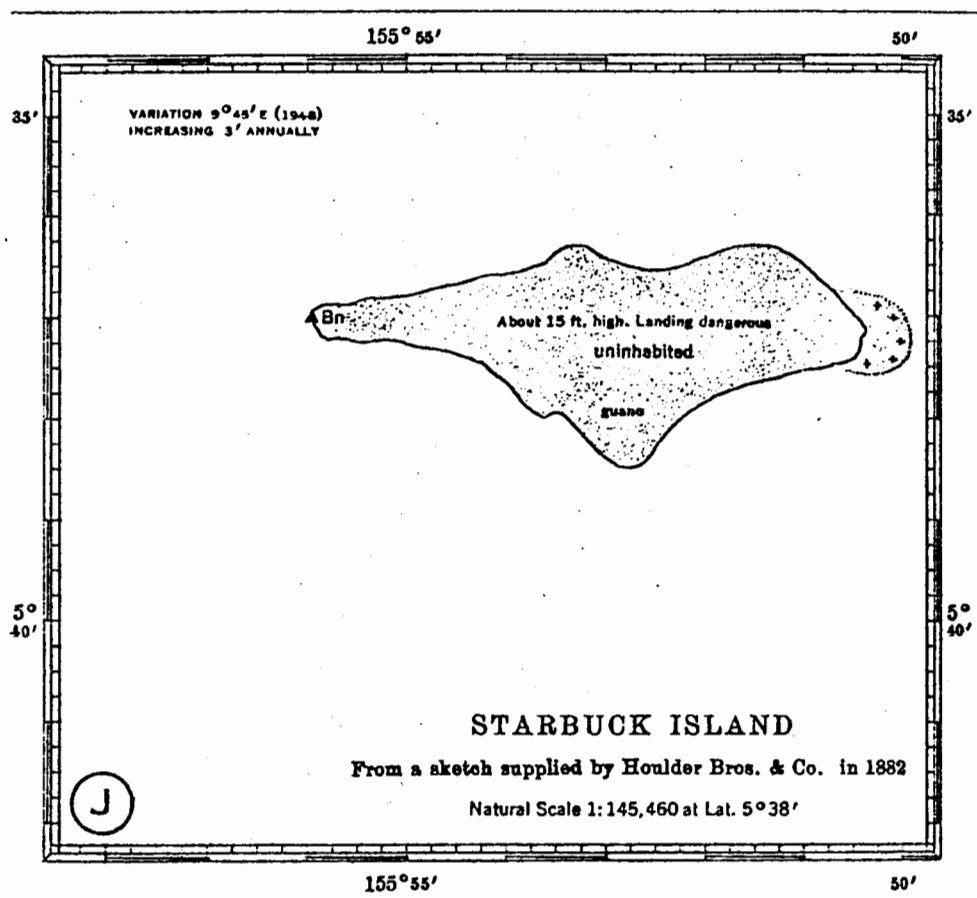 155° 55′ 50′
35′ 35′
VARIATION 9°45′ E (1948)
INCREASING 3′ ANNUALLY
Bn
About 15 ft. high. Landing dangerous
uninhabited
guano
5° 5°
40′ 40′
STARBUCK ISLAND
From a sketch supplied by Houlder Bros. & Co. in 1882
Natural Scale 1:145,460 at Lat. 5°38′
J
155°55′ 50′